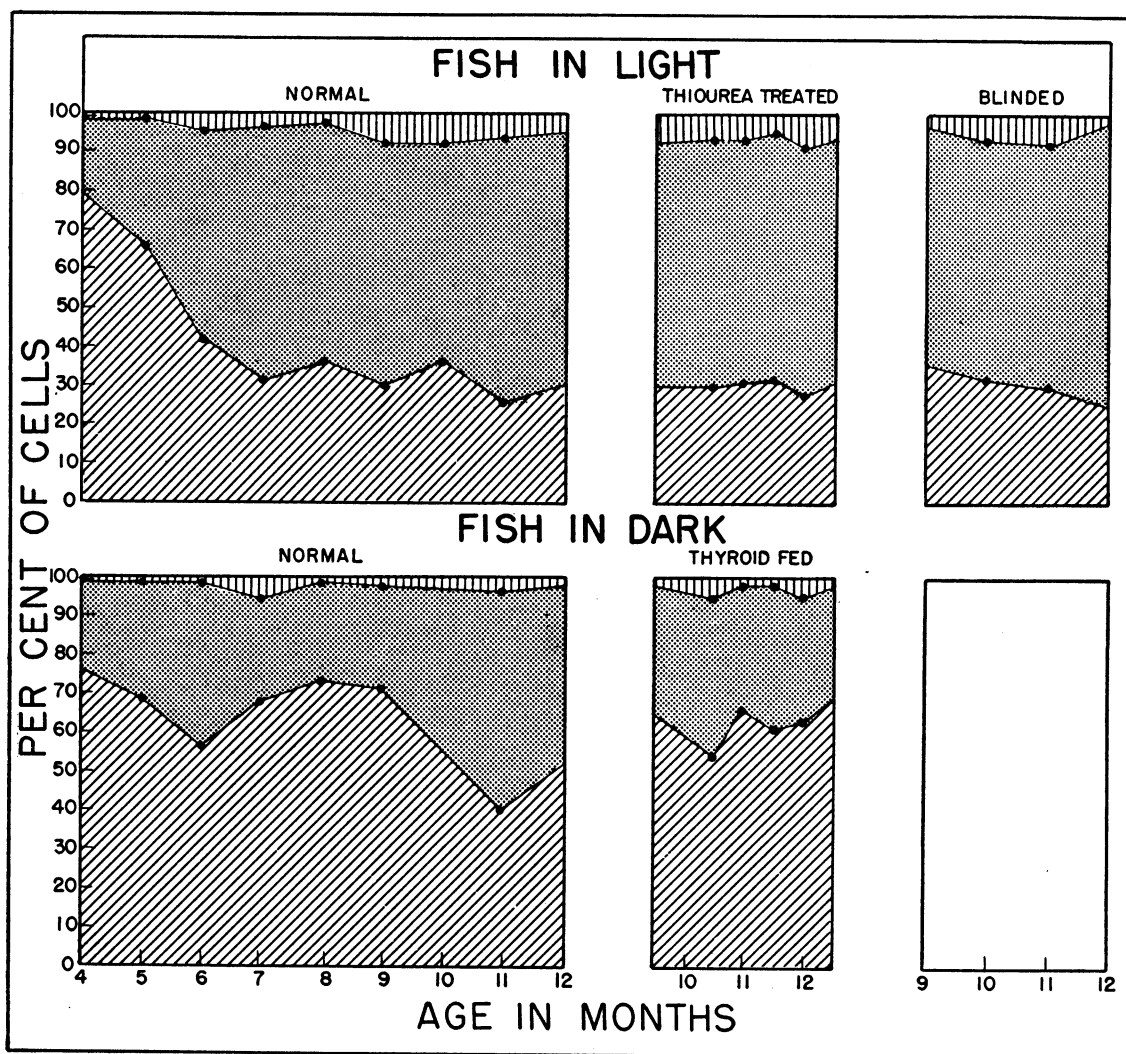 FISH IN LIGHT
NORMAL
THIOUREA TREATED
BLINDED
100
90
80
70
60
50
40
30
20
10
0
PER CENT OF CELLS
FISH IN DARK
NORMAL
THYROID FED
100
90
80
70
60
50
40
30
20
10
0
4 5 6 7 8 9 10 11 12
10 11 12
9 10 11 12
AGE IN MONTHS